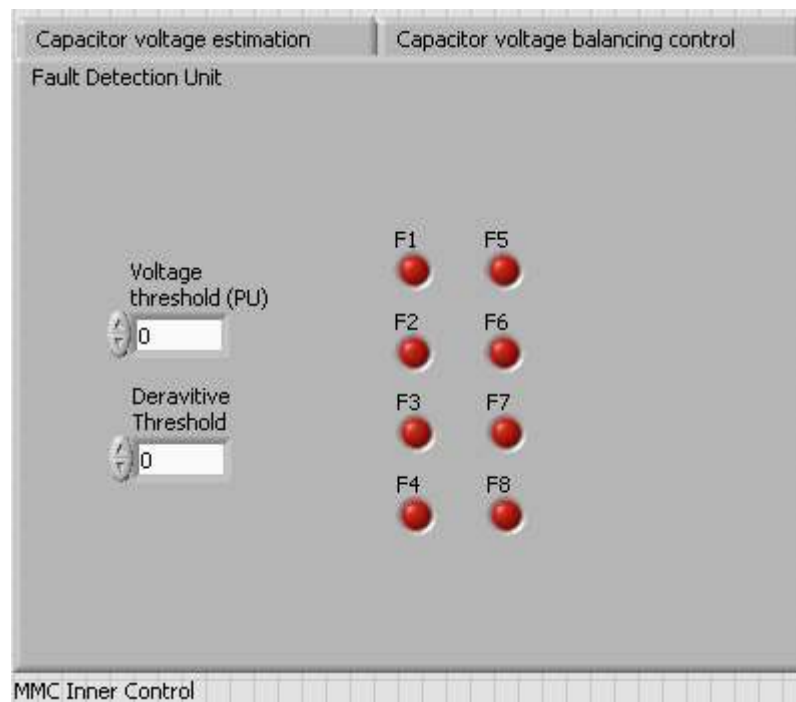 Capacitor voltage estimation
Capacitor voltage balancing control
Fault Detection Unit
F1 F5
Voltage
threshold (PU)
0
F2 F6
Deravitive
Threshold
0
F3 F7
F4 F8
MMC Inner Control